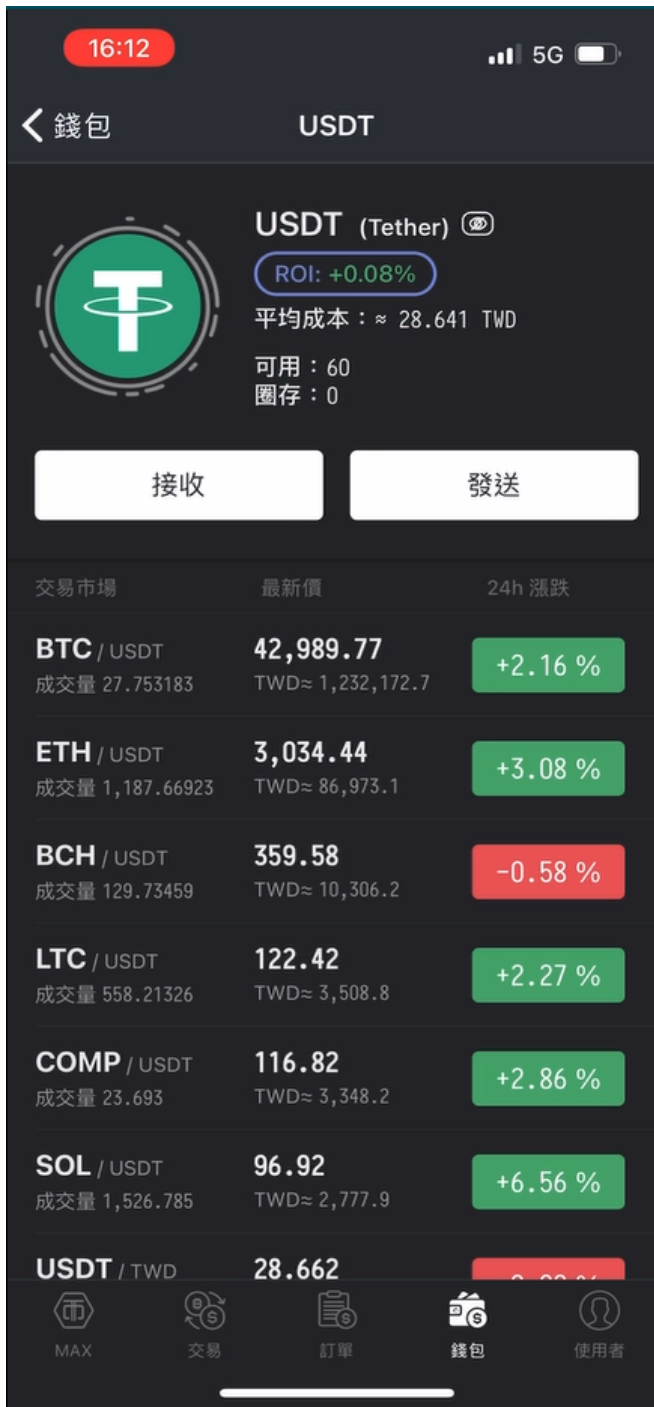 16:12
5G
錢包
USDT
USDT (Tether)
ROI: +0.08%
平均成本：≈ 28.641 TWD
可用：60
圈存：0
接收
發送
交易市場 最新價 24h 漲跌
BTC / USDT 42,989.77 +2.16 %
成交量 27.753183 TWD≈ 1,232,172.7
ETH / USDT 3,034.44 +3.08 %
成交量 1,187.66923 TWD≈ 86,973.1
BCH / USDT 359.58 -0.58 %
成交量 129.73459 TWD≈ 10,306.2
LTC / USDT 122.42 +2.27 %
成交量 558.21326 TWD≈ 3,508.8
COMP / USDT 116.82 +2.86 %
成交量 23.693 TWD≈ 3,348.2
SOL / USDT 96.92 +6.56 %
成交量 1,526.785 TWD≈ 2,777.9
USDT / TWD 28.662
MAX 交易 訂單 錢包 使用者